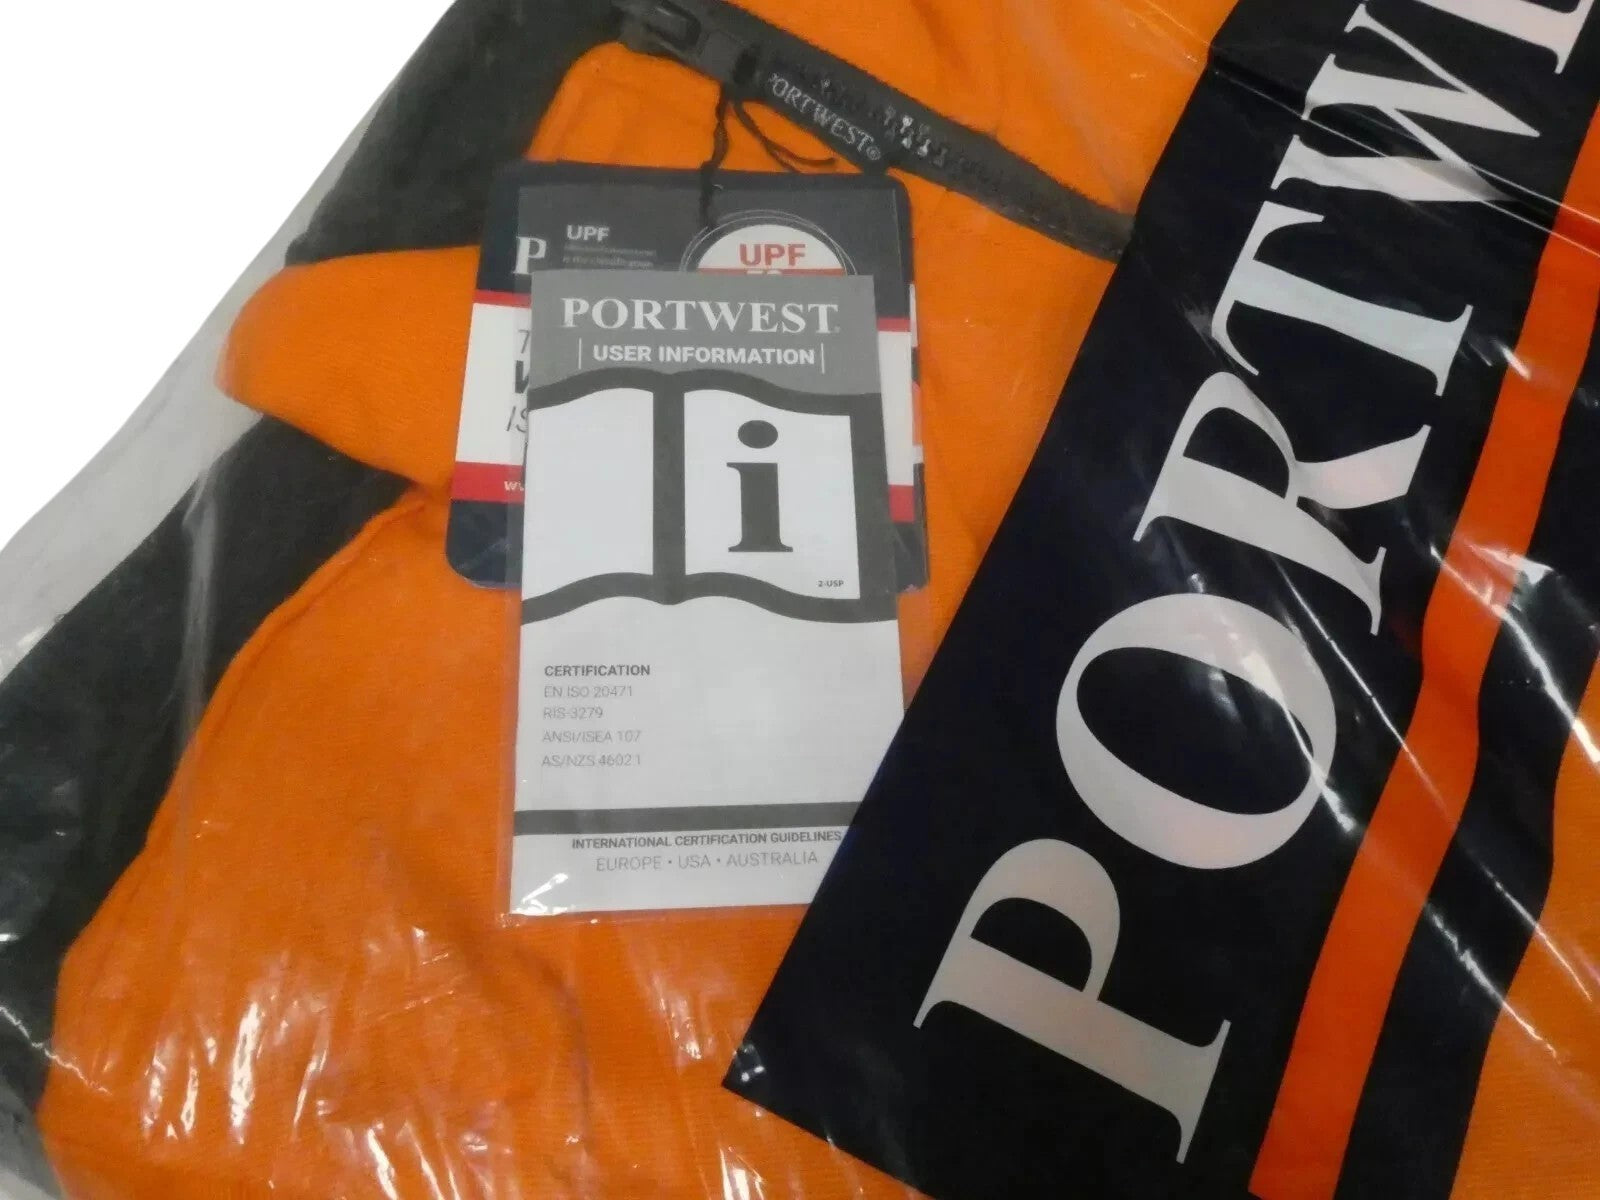 PORTWEST®
UPF
UPF
P
PORTWEST®
USER INFORMATION
i
2-USP
CERTIFICATION
EN ISO 20471
RIS-3279
ANSI/ISEA 107
AS/NZS 4602.1
INTERNATIONAL CERTIFICATION GUIDELINES
EUROPE • USA • AUSTRALIA
PORTWE